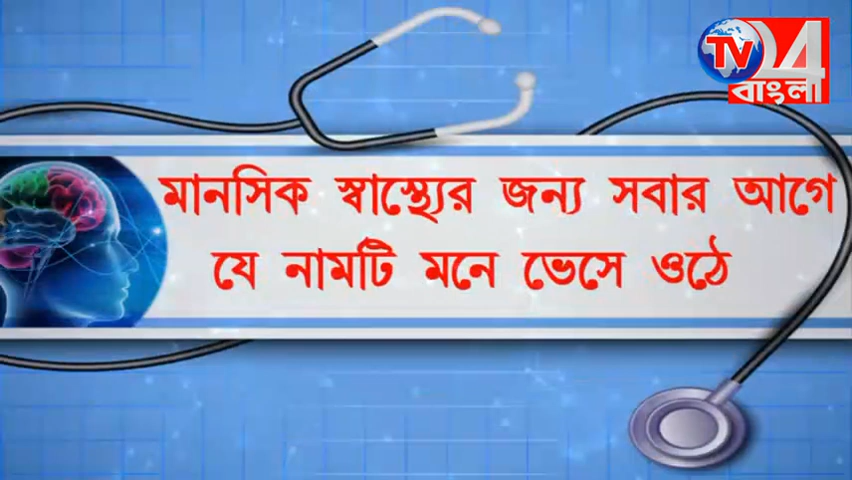 TV 24
বাংলা
মানসিক স্বাস্থ্যের জন্য সবার আগে
যে নামটি মনে ভেসে ওঠে